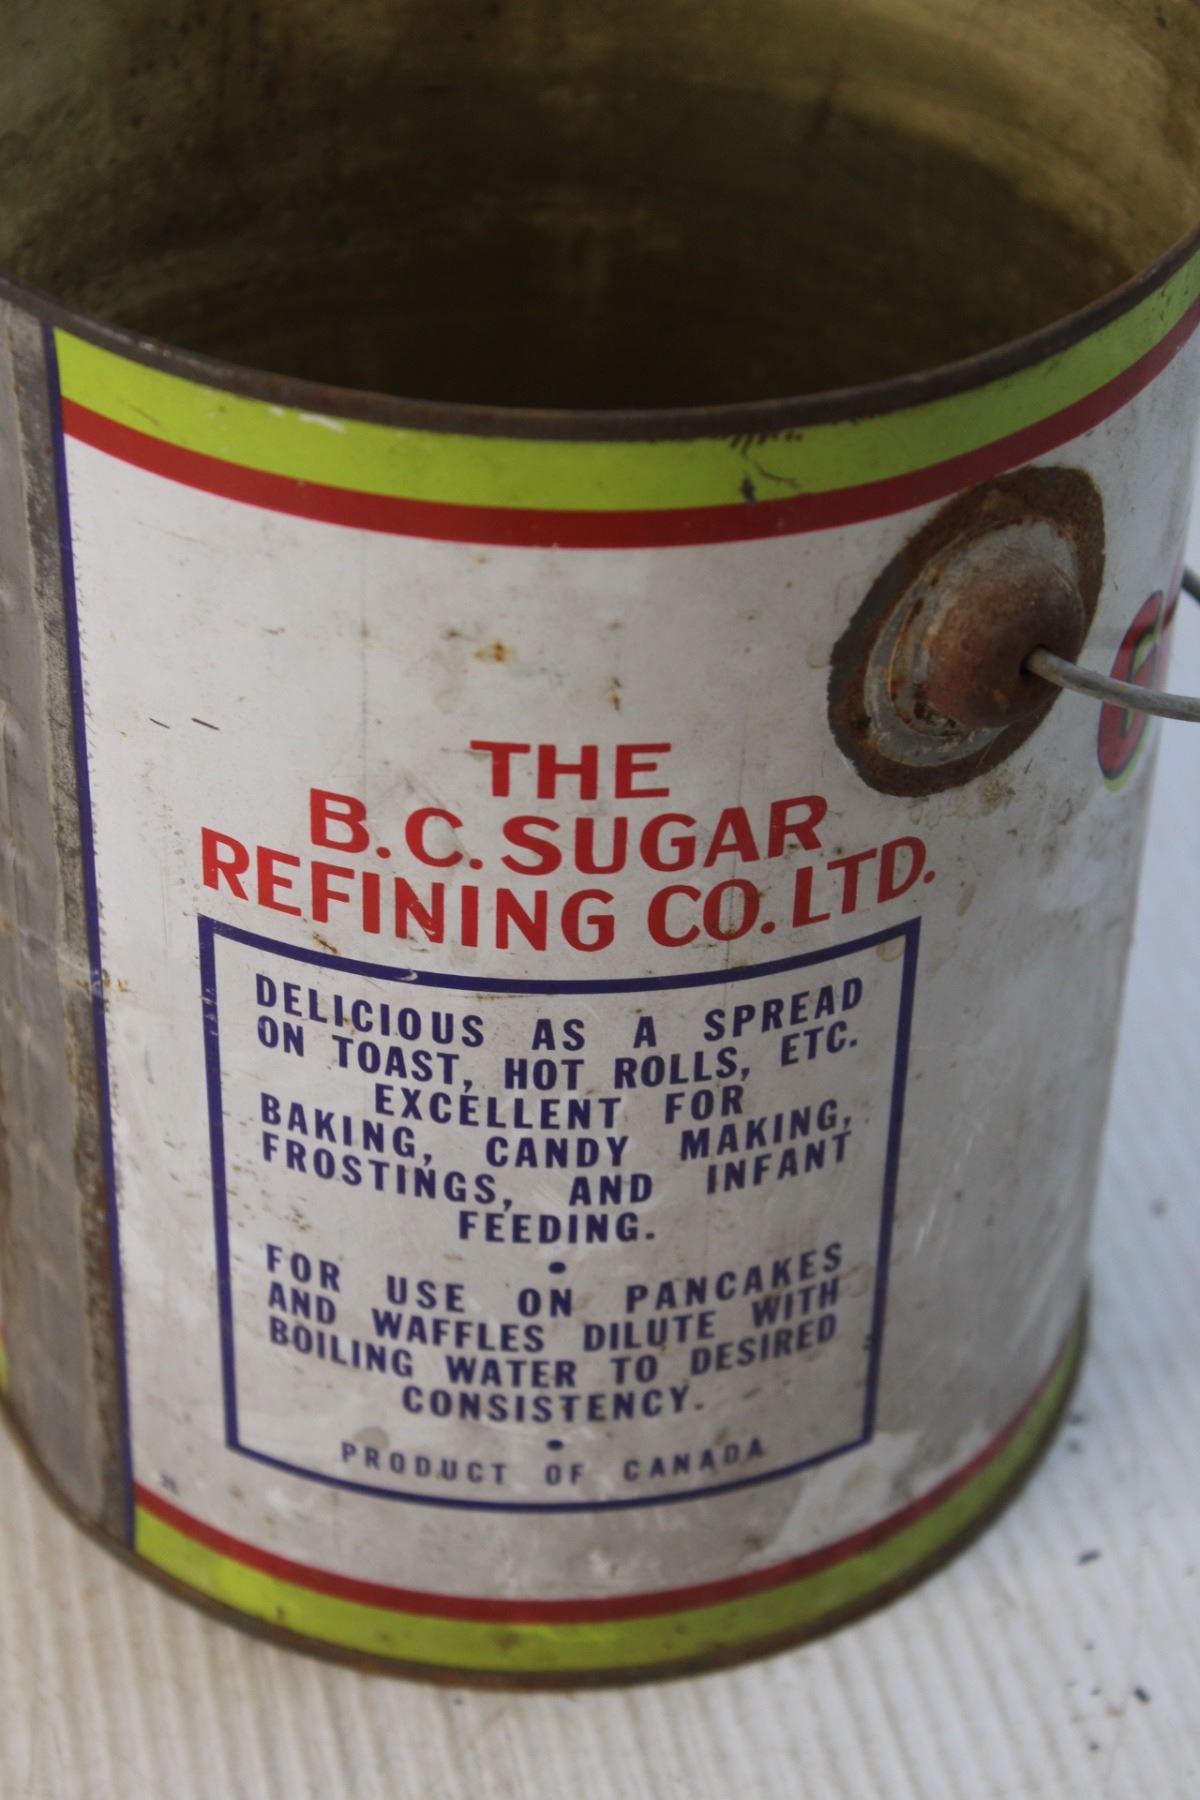 THE
B.C. SUGAR
REFINING CO. LTD.
DELICIOUS AS A SPREAD
ON TOAST, HOT ROLLS, ETC.
EXCELLENT FOR
BAKING, CANDY MAKING,
FROSTINGS, AND INFANT
FEEDING.
•
FOR USE ON PANCAKES
AND WAFFLES DILUTE WITH
BOILING WATER TO DESIRED
CONSISTENCY.
•
PRODUCT OF CANADA